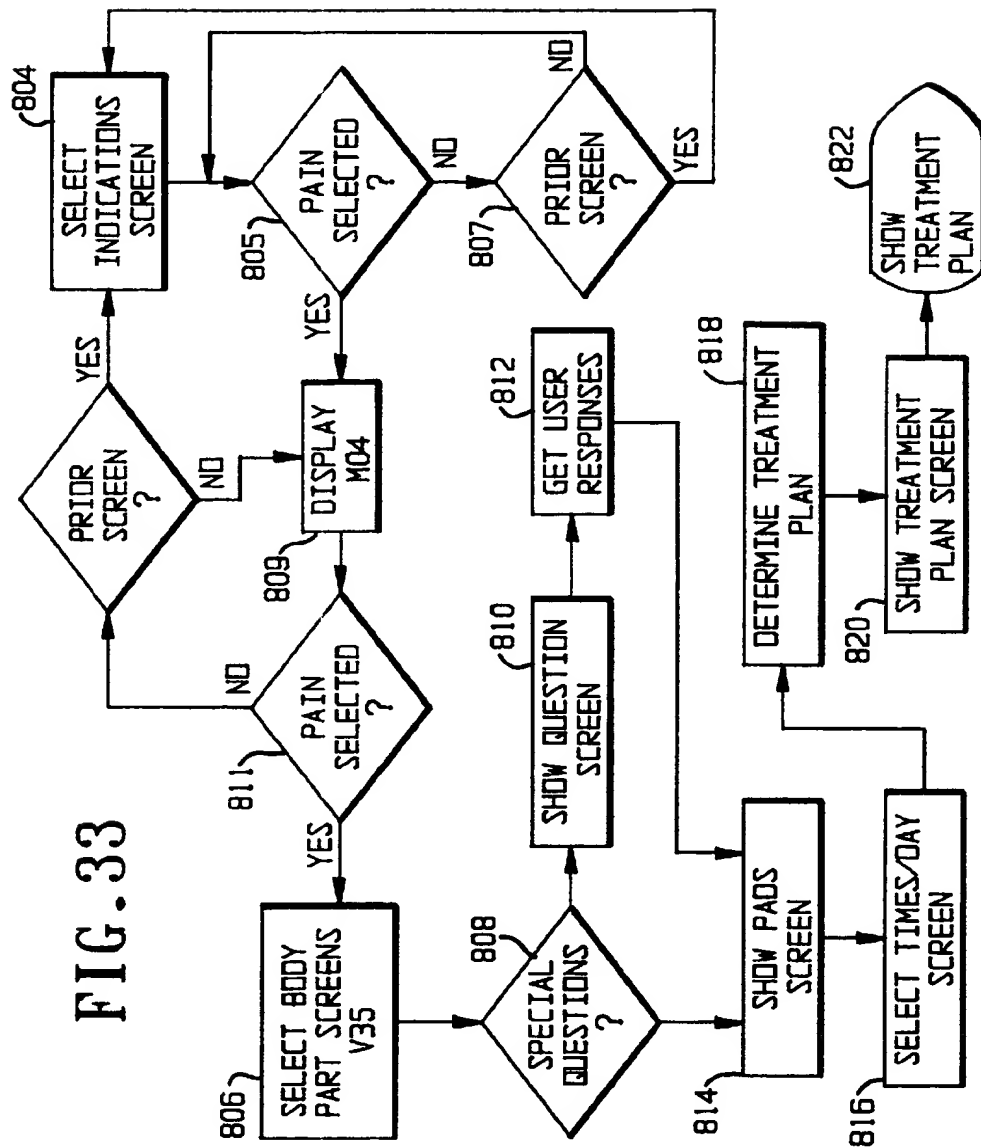 FIG.33
804
SELECT
INDICATIONS
SCREEN
PRIOR
SCREEN
?
YES
NO
805
PAIN
SELECTED
?
YES
NO
807
PRIOR
SCREEN
?
NO
YES
809
DISPLAY
M04
811
PAIN
SELECTED
?
NO
YES
806
SELECT BODY
PART SCREENS
V35
808
SPECIAL
QUESTIONS
?
810
SHOW QUESTION
SCREEN
812
GET USER
RESPONSES
814
SHOW PADS
SCREEN
816
SELECT TIMES/DAY
SCREEN
818
DETERMINE TREATMENT
PLAN
820
SHOW TREATMENT
PLAN SCREEN
822
SHOW
TREATMENT
PLAN